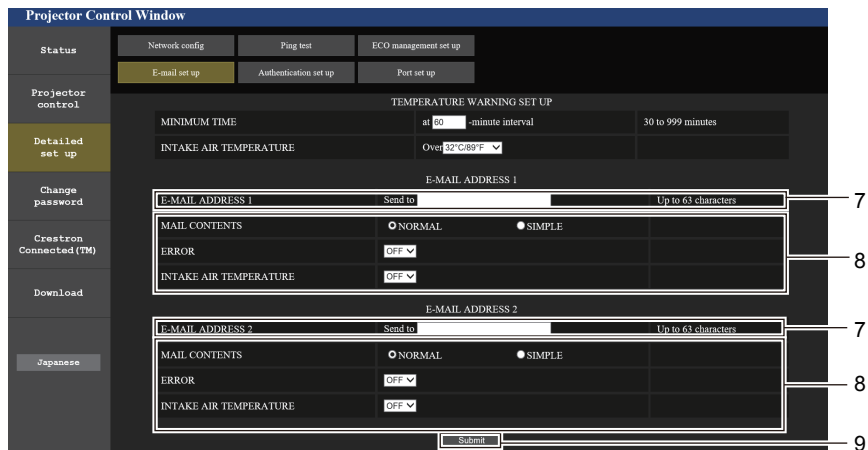 Projector Control Window
Status
Network config
Ping test
ECO management set up
E-mail set up
Authentication set up
Port set up
Projector
control
Detailed
set up
Change
password
Crestron
Connected(TM)
Download
Japanese
TEMPERATURE WARNING SET UP
MINIMUM TIME at 60 -minute interval 30 to 999 minutes
INTAKE AIR TEMPERATURE Over 32°C/89°F
E-MAIL ADDRESS 1
E-MAIL ADDRESS 1 Send to Up to 63 characters 7
MAIL CONTENTS NORMAL SIMPLE
ERROR OFF 8
INTAKE AIR TEMPERATURE OFF
E-MAIL ADDRESS 2
E-MAIL ADDRESS 2 Send to Up to 63 characters 7
MAIL CONTENTS NORMAL SIMPLE
ERROR OFF 8
INTAKE AIR TEMPERATURE OFF
Submit 9